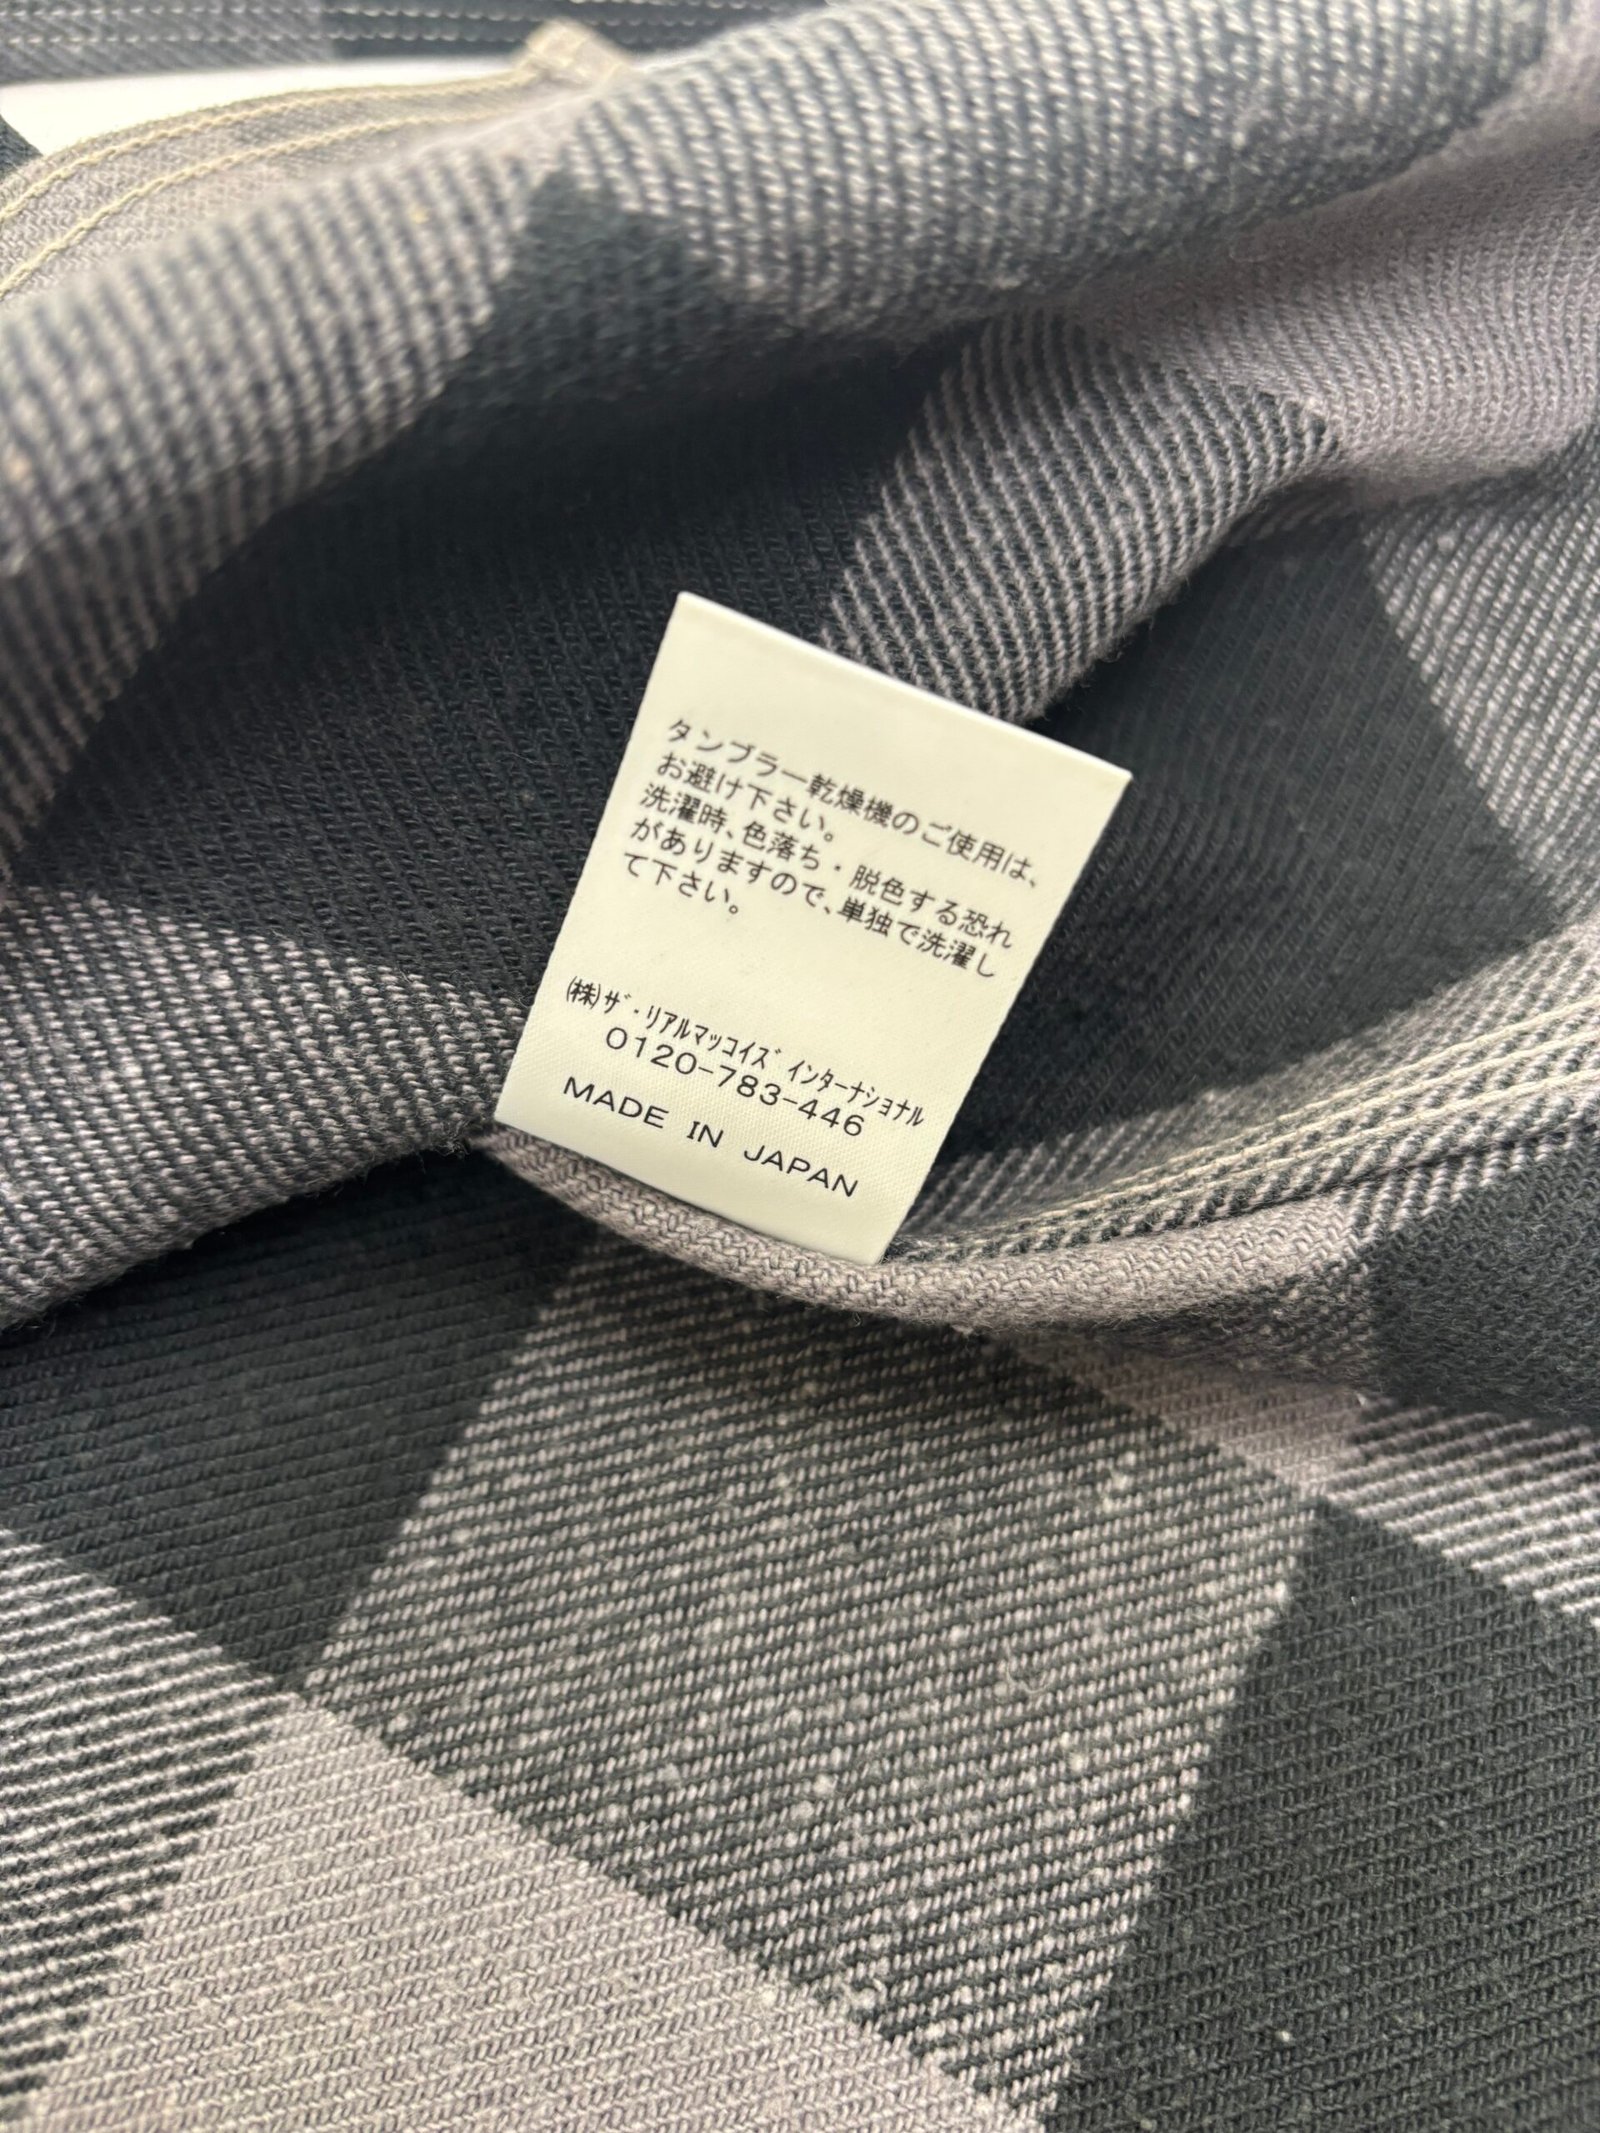 タンブラー乾燥機のご使用は、
お避け下さい。
洗濯時、色落ち・脱色する恐れ
がありますので、単独で洗濯し
て下さい。
㈱ｻﾞ･ﾘｱﾙﾏｯｺｲｽﾞ ｲﾝﾀｰﾅｼｮﾅﾙ
0120-783-446
MADE IN JAPAN